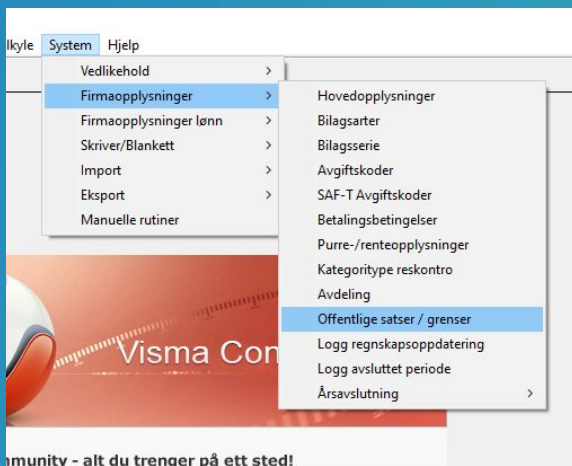 System Hjelp
Vedlikehold
Firmaopplysninger
Firmaopplysninger lønn
Skriver/Blankett
Import
Eksport
Manuelle rutiner
Hovedopplysninger
Bilagsarter
Bilagsserie
Avgiftskoder
SAF-T Avgiftskoder
Betalingsbetingelser
Purre-/renteopplysninger
Kategoritype reskontro
Avdeling
Offentlige satser / grenser
Logg regnskapsoppdatering
Logg avsluttet periode
Årsavslutning
Visma Con
mmunity - alt du trenger på ett sted!